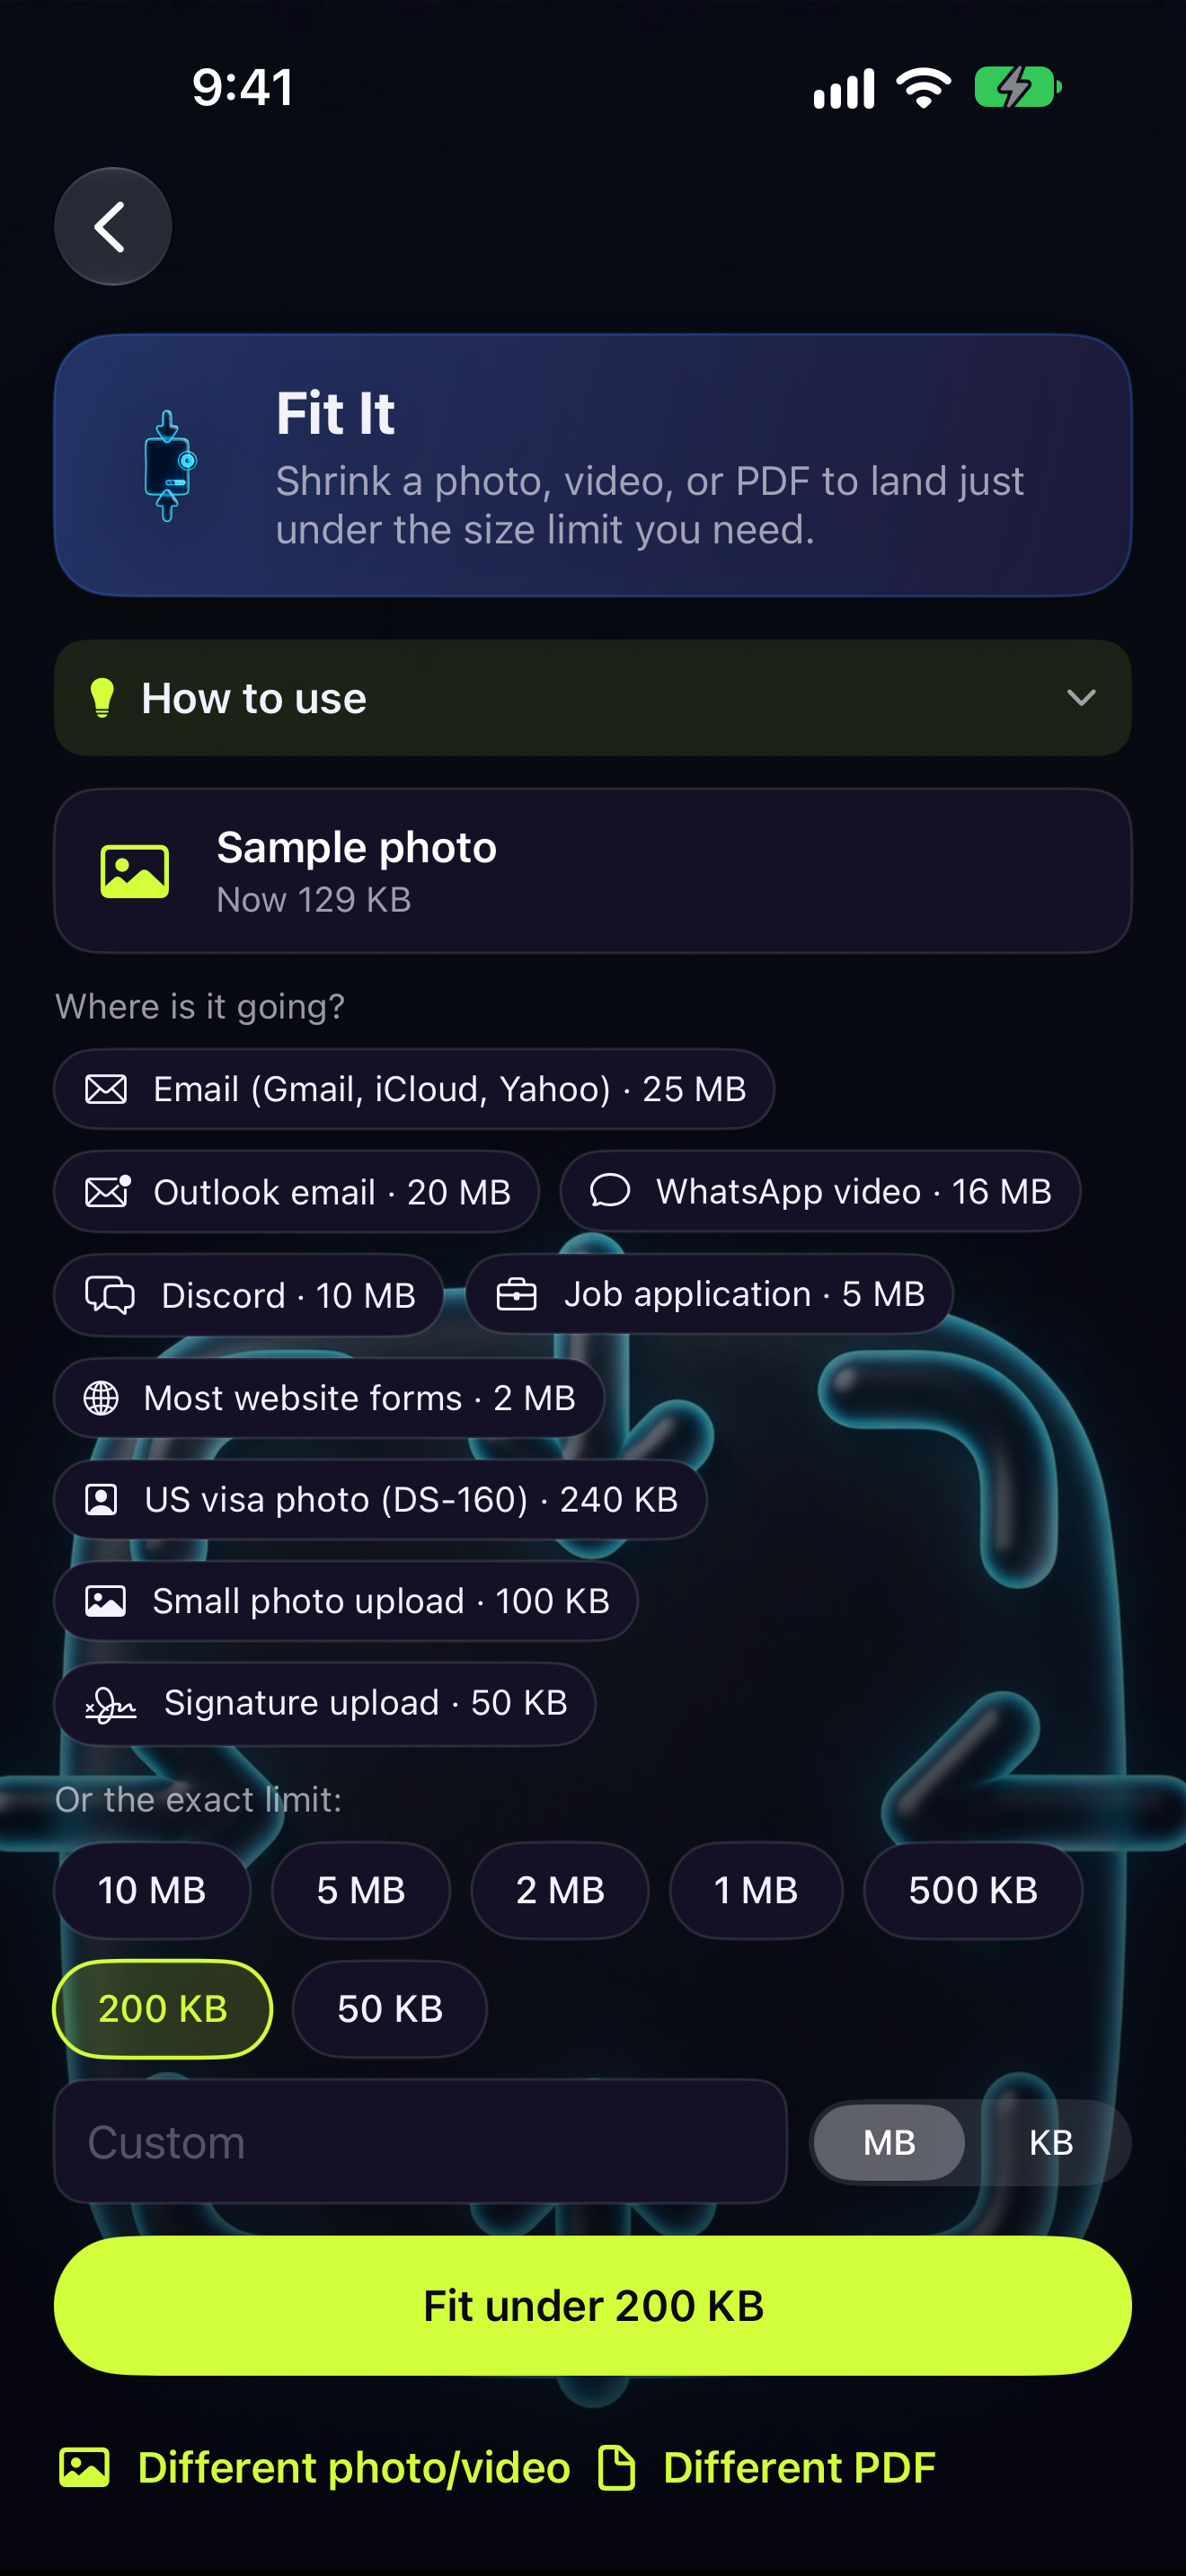 9:41
Fit It
Shrink a photo, video, or PDF to land just
under the size limit you need.
How to use
Sample photo
Now 129 KB
Where is it going?
Email (Gmail, iCloud, Yahoo) · 25 MB
Outlook email · 20 MB
WhatsApp video · 16 MB
Discord · 10 MB
Job application · 5 MB
Most website forms · 2 MB
US visa photo (DS-160) · 240 KB
Small photo upload · 100 KB
Signature upload · 50 KB
Or the exact limit:
10 MB
5 MB
2 MB
1 MB
500 KB
200 KB
50 KB
Custom
MB
KB
Fit under 200 KB
Different photo/video
Different PDF